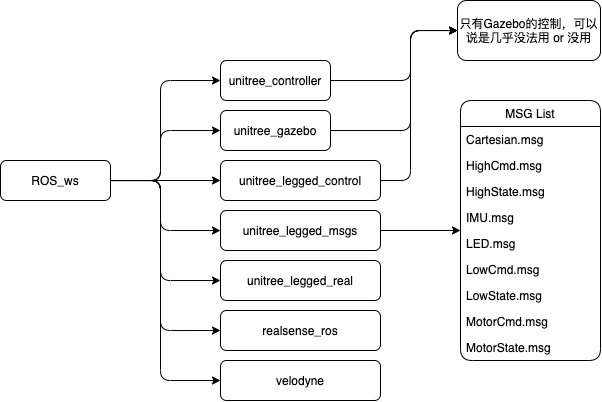 只有Gazebo的控制，可以
说是几乎没法用 or 没用
unitree_controller
unitree_gazebo
ROS_ws
unitree_legged_control
unitree_legged_msgs
unitree_legged_real
realsense_ros
velodyne
MSG List
Cartesian.msg
HighCmd.msg
HighState.msg
IMU.msg
LED.msg
LowCmd.msg
LowState.msg
MotorCmd.msg
MotorState.msg